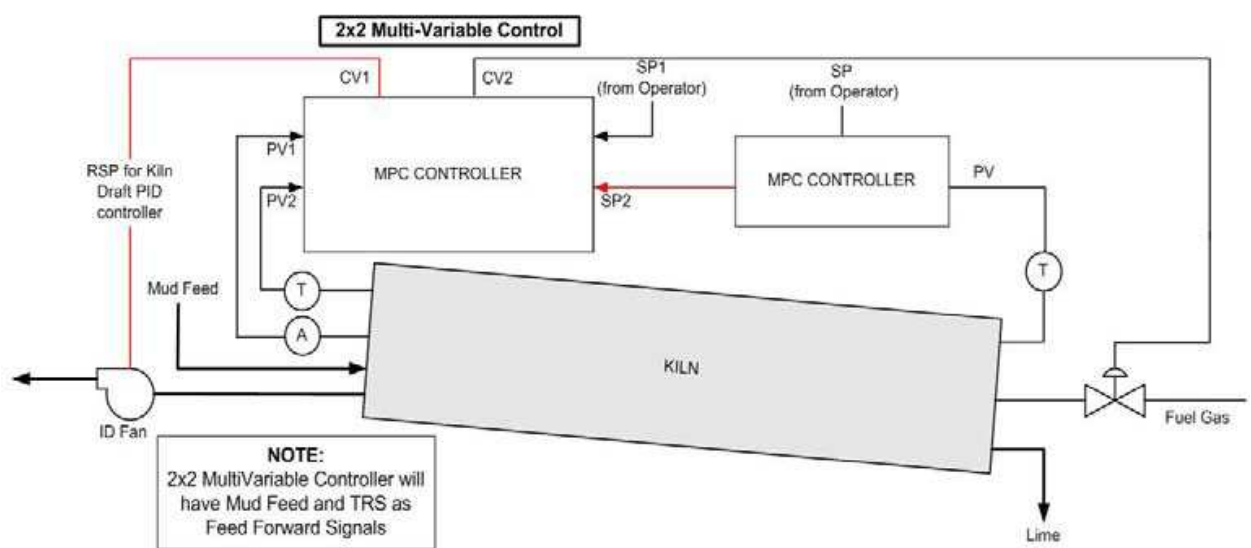 2x2 Multi-Variable Control
CV1
CV2
SP1
(from Operator)
SP
(from Operator)
PV1
PV2
MPC CONTROLLER
SP2
MPC CONTROLLER
PV
RSP for Kiln
Draft PID
controller
T
T
Mud Feed
A
KILN
ID Fan
Fuel Gas
NOTE:
2x2 MultiVariable Controller will
have Mud Feed and TRS as
Feed Forward Signals
Lime